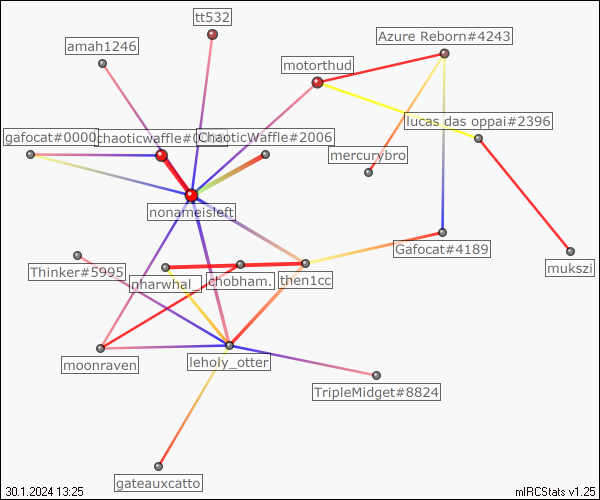 tt532
Azure Reborn#4243
amah1246
motorthud
lucas das oppai#2396
gafocat#0000
chaoticwaffle#0
ChaoticWaffle#2006
mercurybro
nonameisleft
Gafocat#4189
Thinker#5995
nharwhal_
chobham.
then1cc
mukszi
moonraven
leholy_otter
TripleMidget#8824
gateauxcatto
30.1.2024 13:25
mIRCStats v1.25